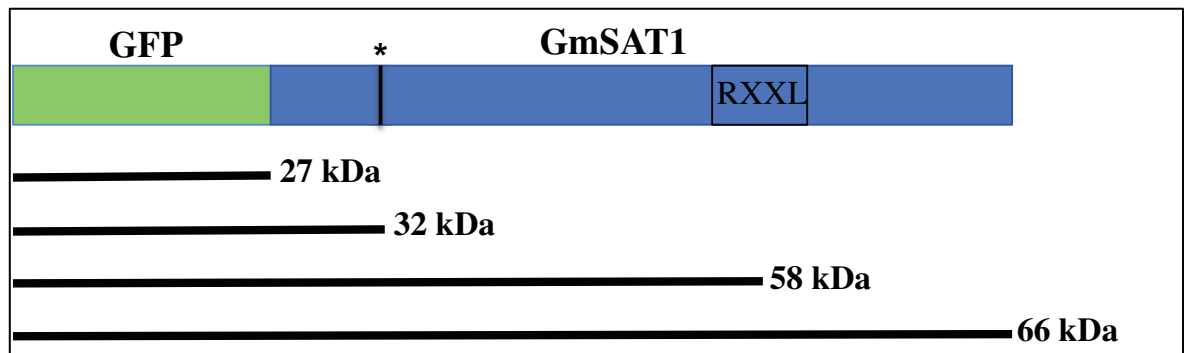 GFP * GmSAT1
RXXL
27 kDa
32 kDa
58 kDa
66 kDa